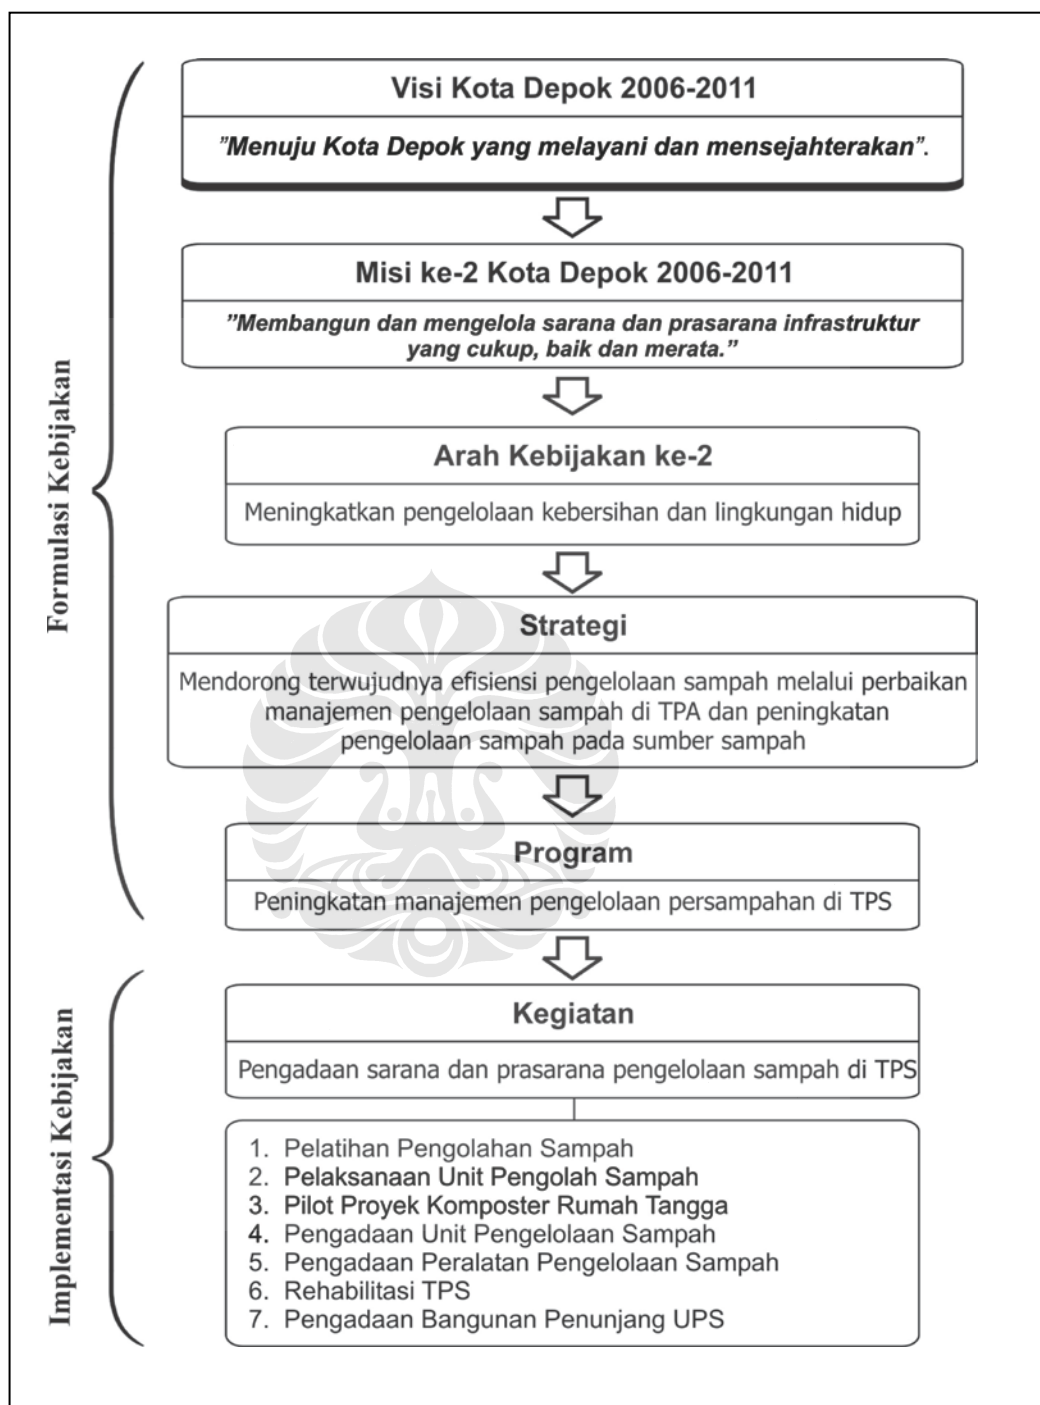 Formulasi Kebijakan
Visi Kota Depok 2006-2011
”Menuju Kota Depok yang melayani dan mensejahterakan”.
Misi ke-2 Kota Depok 2006-2011
”Membangun dan mengelola sarana dan prasarana infrastruktur
yang cukup, baik dan merata.”
Arah Kebijakan ke-2
Meningkatkan pengelolaan kebersihan dan lingkungan hidup
Strategi
Mendorong terwujudnya efisiensi pengelolaan sampah melalui perbaikan
manajemen pengelolaan sampah di TPA dan peningkatan
pengelolaan sampah pada sumber sampah
Program
Peningkatan manajemen pengelolaan persampahan di TPS
Implementasi Kebijakan
Kegiatan
Pengadaan sarana dan prasarana pengelolaan sampah di TPS
1. Pelatihan Pengolahan Sampah
2. Pelaksanaan Unit Pengolah Sampah
3. Pilot Proyek Komposter Rumah Tangga
4. Pengadaan Unit Pengelolaan Sampah
5. Pengadaan Peralatan Pengelolaan Sampah
6. Rehabilitasi TPS
7. Pengadaan Bangunan Penunjang UPS